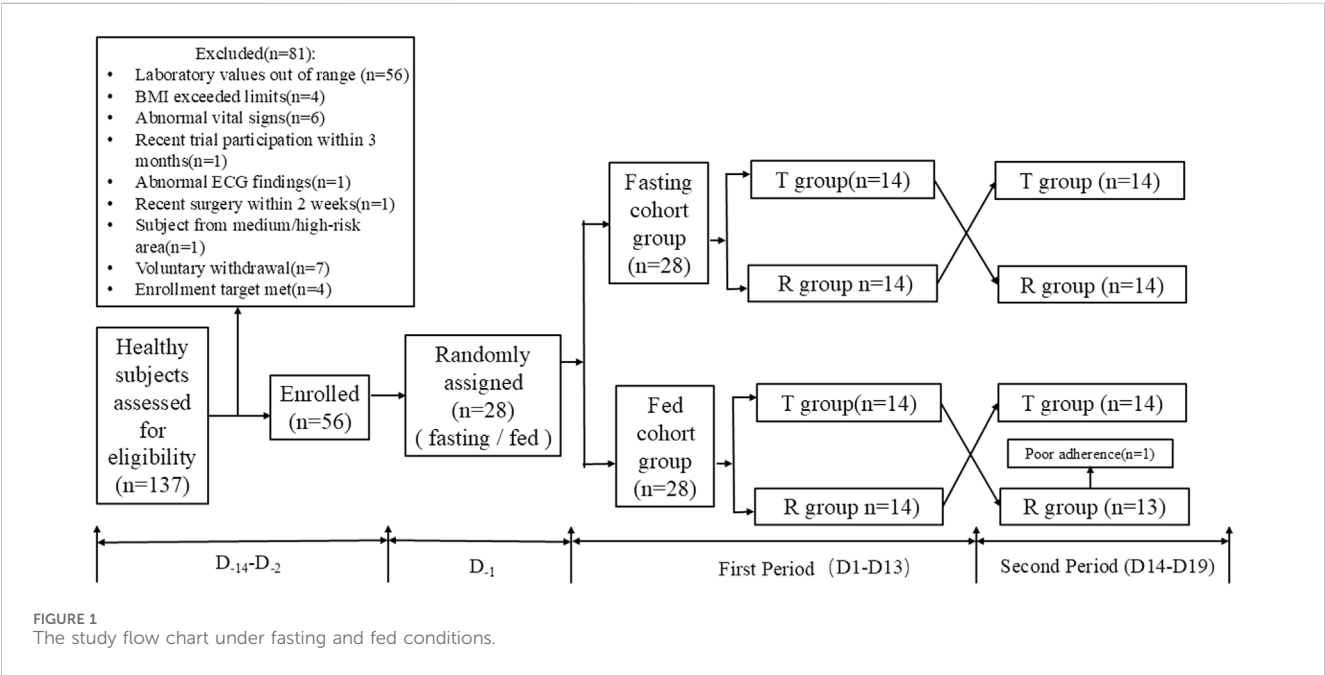 Excluded(n=81):
• Laboratory values out of range (n=56)
• BMI exceeded limits(n=4)
• Abnormal vital signs(n=6)
• Recent trial participation within 3
months(n=1)
• Abnormal ECG findings(n=1)
• Recent surgery within 2 weeks(n=1)
• Subject from medium/high-risk
area(n=1)
• Voluntary withdrawal(n=7)
• Enrollment target met(n=4)
Healthy
subjects
assessed
for
eligibility
(n=137)
Enrolled
(n=56)
Randomly
assigned
(n=28)
( fasting / fed )
Fasting
cohort
group
(n=28)
T group(n=14)
R group n=14)
T group (n=14)
R group (n=14)
Fed
cohort
group
(n=28)
T group(n=14)
R group n=14)
T group (n=14)
Poor adherence(n=1)
R group (n=13)
D-14-D-2
D-1
First Period （D1-D13）
Second Period (D14-D19)
FIGURE 1
The study flow chart under fasting and fed conditions.